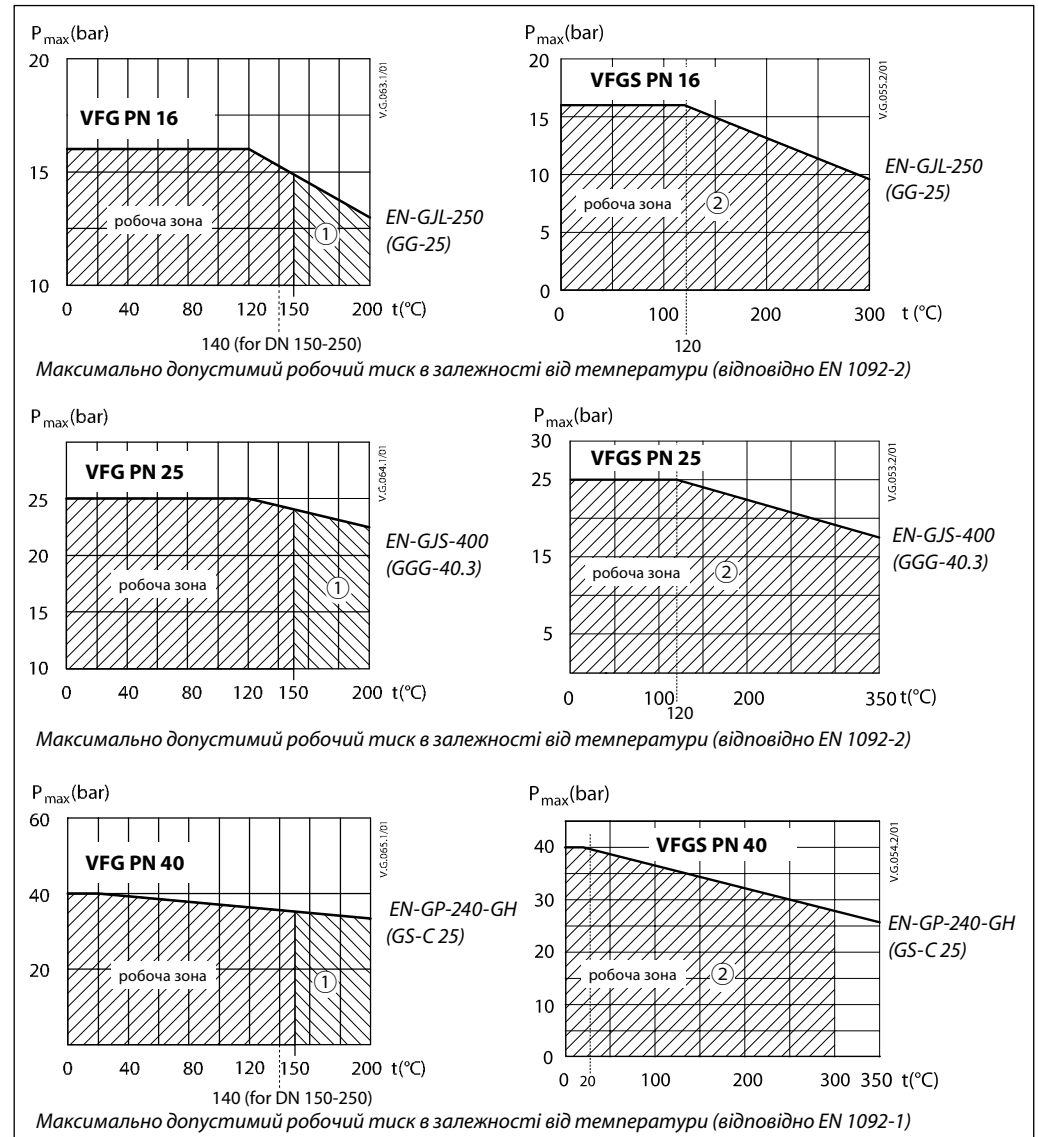 Pmax(bar)
20
15
10
VFG PN 16
V.G.063.1/01
робоча зона
1
EN-GJL-250
(GG-25)
0 40 80 120 150 200 t(°C)
140 (for DN 150-250)
Pmax(bar)
20
15
10
5
0
VFGS PN 16
V.G.055.2/01
робоча зона
2
EN-GJL-250
(GG-25)
0 100 200 300 t (°C)
120
Максимально допустимий робочий тиск в залежності від температури (відповідно EN 1092-2)
Pmax(bar)
25
20
15
10
VFG PN 25
V.G.064.1/01
робоча зона
1
EN-GJS-400
(GGG-40.3)
0 40 80 120 150 200 t(°C)
Pmax(bar)
30
25
15
5
VFGS PN 25
V.G.053.2/01
робоча зона
2
EN-GJS-400
(GGG-40.3)
0 100 200 350 t(°C)
120
Максимально допустимий робочий тиск в залежності від температури (відповідно EN 1092-2)
Pmax(bar)
60
40
20
VFG PN 40
V.G.065.1/01
робоча зона
1
EN-GP-240-GH
(GS-C 25)
0 40 80 120 150 200 t(°C)
140 (for DN 150-250)
Pmax(bar)
40
30
20
10
0
VFGS PN 40
V.G.054.2/01
робоча зона
2
EN-GP-240-GH
(GS-C 25)
0 20 100 200 300 350 t(°C)
Максимально допустимий робочий тиск в залежності від температури (відповідно EN 1092-1)